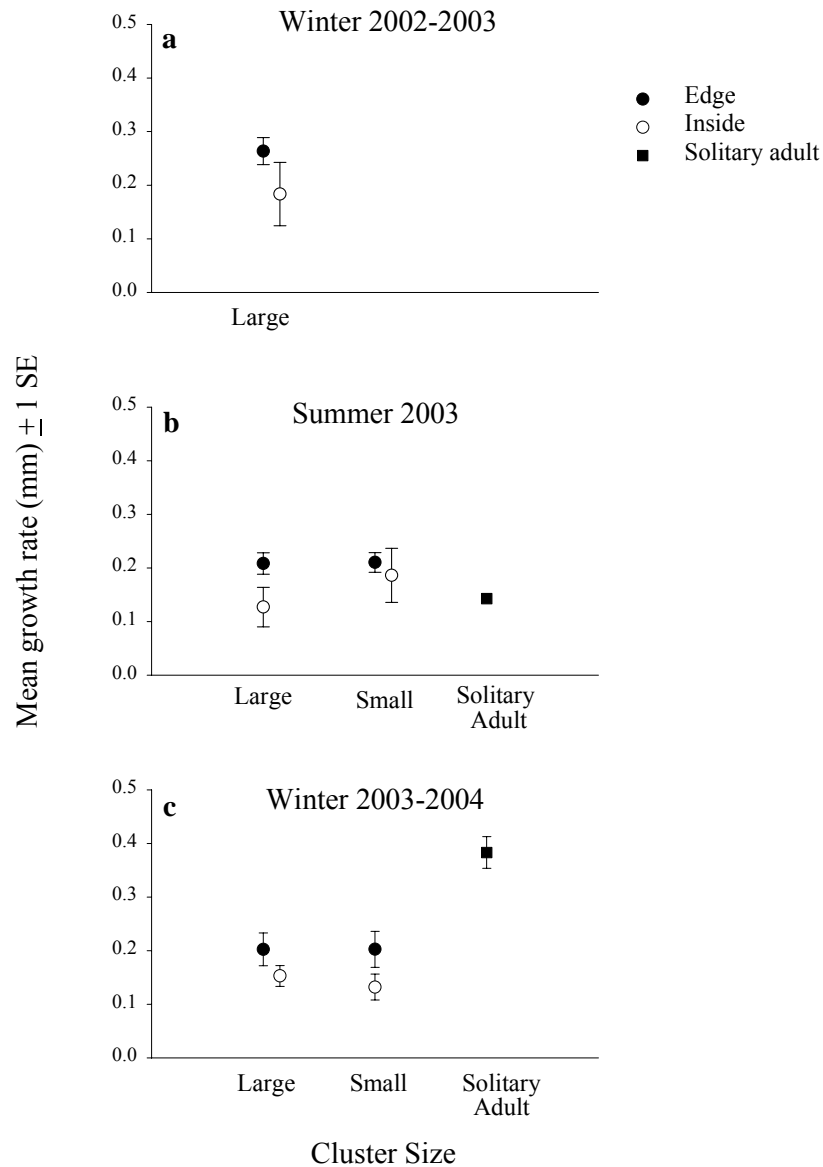 Winter 2002-2003
a
0.5
0.4
0.3
0.2
0.1
0.0
Large
Edge
Inside
Solitary adult
Mean growth rate (mm) ± 1 SE
Summer 2003
b
0.5
0.4
0.3
0.2
0.1
0.0
Large
Small
Solitary
Adult
Winter 2003-2004
c
0.5
0.4
0.3
0.2
0.1
0.0
Large
Small
Solitary
Adult
Cluster Size